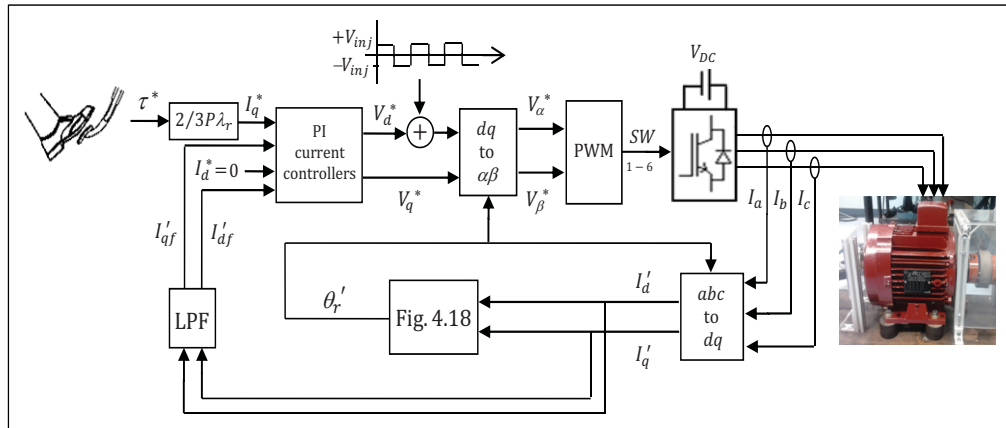 +V_inj
−V_inj
V_DC
τ*
2/3Pλ_r
I_q*
I_d*=0
I_qf′
I_df′
PI
current
controllers
V_d*
V_q*
+
dq
to
αβ
V_α*
V_β*
PWM
SW
1−6
I_a
I_b
I_c
LPF
θ_r′
Fig. 4.18
I_d′
I_q′
abc
to
dq